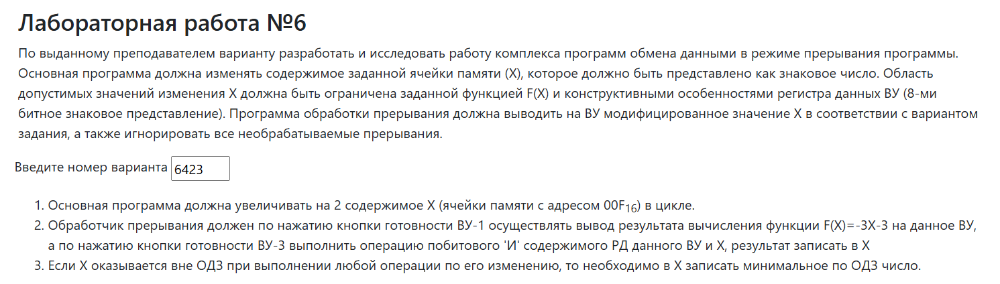 Лабораторная работа №6
По выданному преподавателем варианту разработать и исследовать работу комплекса программ обмена данными в режиме прерывания программы.
Основная программа должна изменять содержимое заданной ячейки памяти (X), которое должно быть представлено как знаковое число. Область
допустимых значений изменения X должна быть ограничена заданной функцией F(X) и конструктивными особенностями регистра данных ВУ (8-ми
битное знаковое представление). Программа обработки прерывания должна выводить на ВУ модифицированное значение X в соответствии с вариантом
задания, а также игнорировать все необрабатываемые прерывания.
Введите номер варианта 6423
1. Основная программа должна увеличивать на 2 содержимое X (ячейки памяти с адресом 00F16) в цикле.
2. Обработчик прерывания должен по нажатию кнопки готовности ВУ-1 осуществлять вывод результата вычисления функции F(X)=-3X-3 на данное ВУ,
a по нажатию кнопки готовности ВУ-3 выполнить операцию побитового 'И' содержимого РД данного ВУ и X, результат записать в X
3. Если X оказывается вне ОДЗ при выполнении любой операции по его изменению, то необходимо в X записать минимальное по ОДЗ число.